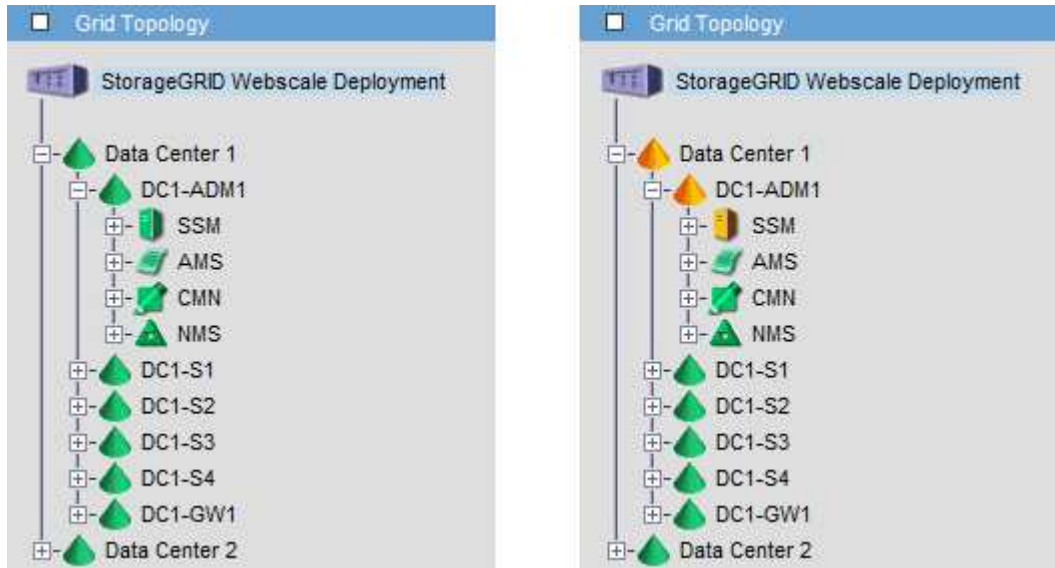 Grid Topology
StorageGRID Webscale Deployment
Data Center 1
DC1-ADM1
SSM
AMS
CMN
NMS
DC1-S1
DC1-S2
DC1-S3
DC1-S4
DC1-GW1
Data Center 2
Grid Topology
StorageGRID Webscale Deployment
Data Center 1
DC1-ADM1
SSM
AMS
CMN
NMS
DC1-S1
DC1-S2
DC1-S3
DC1-S4
DC1-GW1
Data Center 2